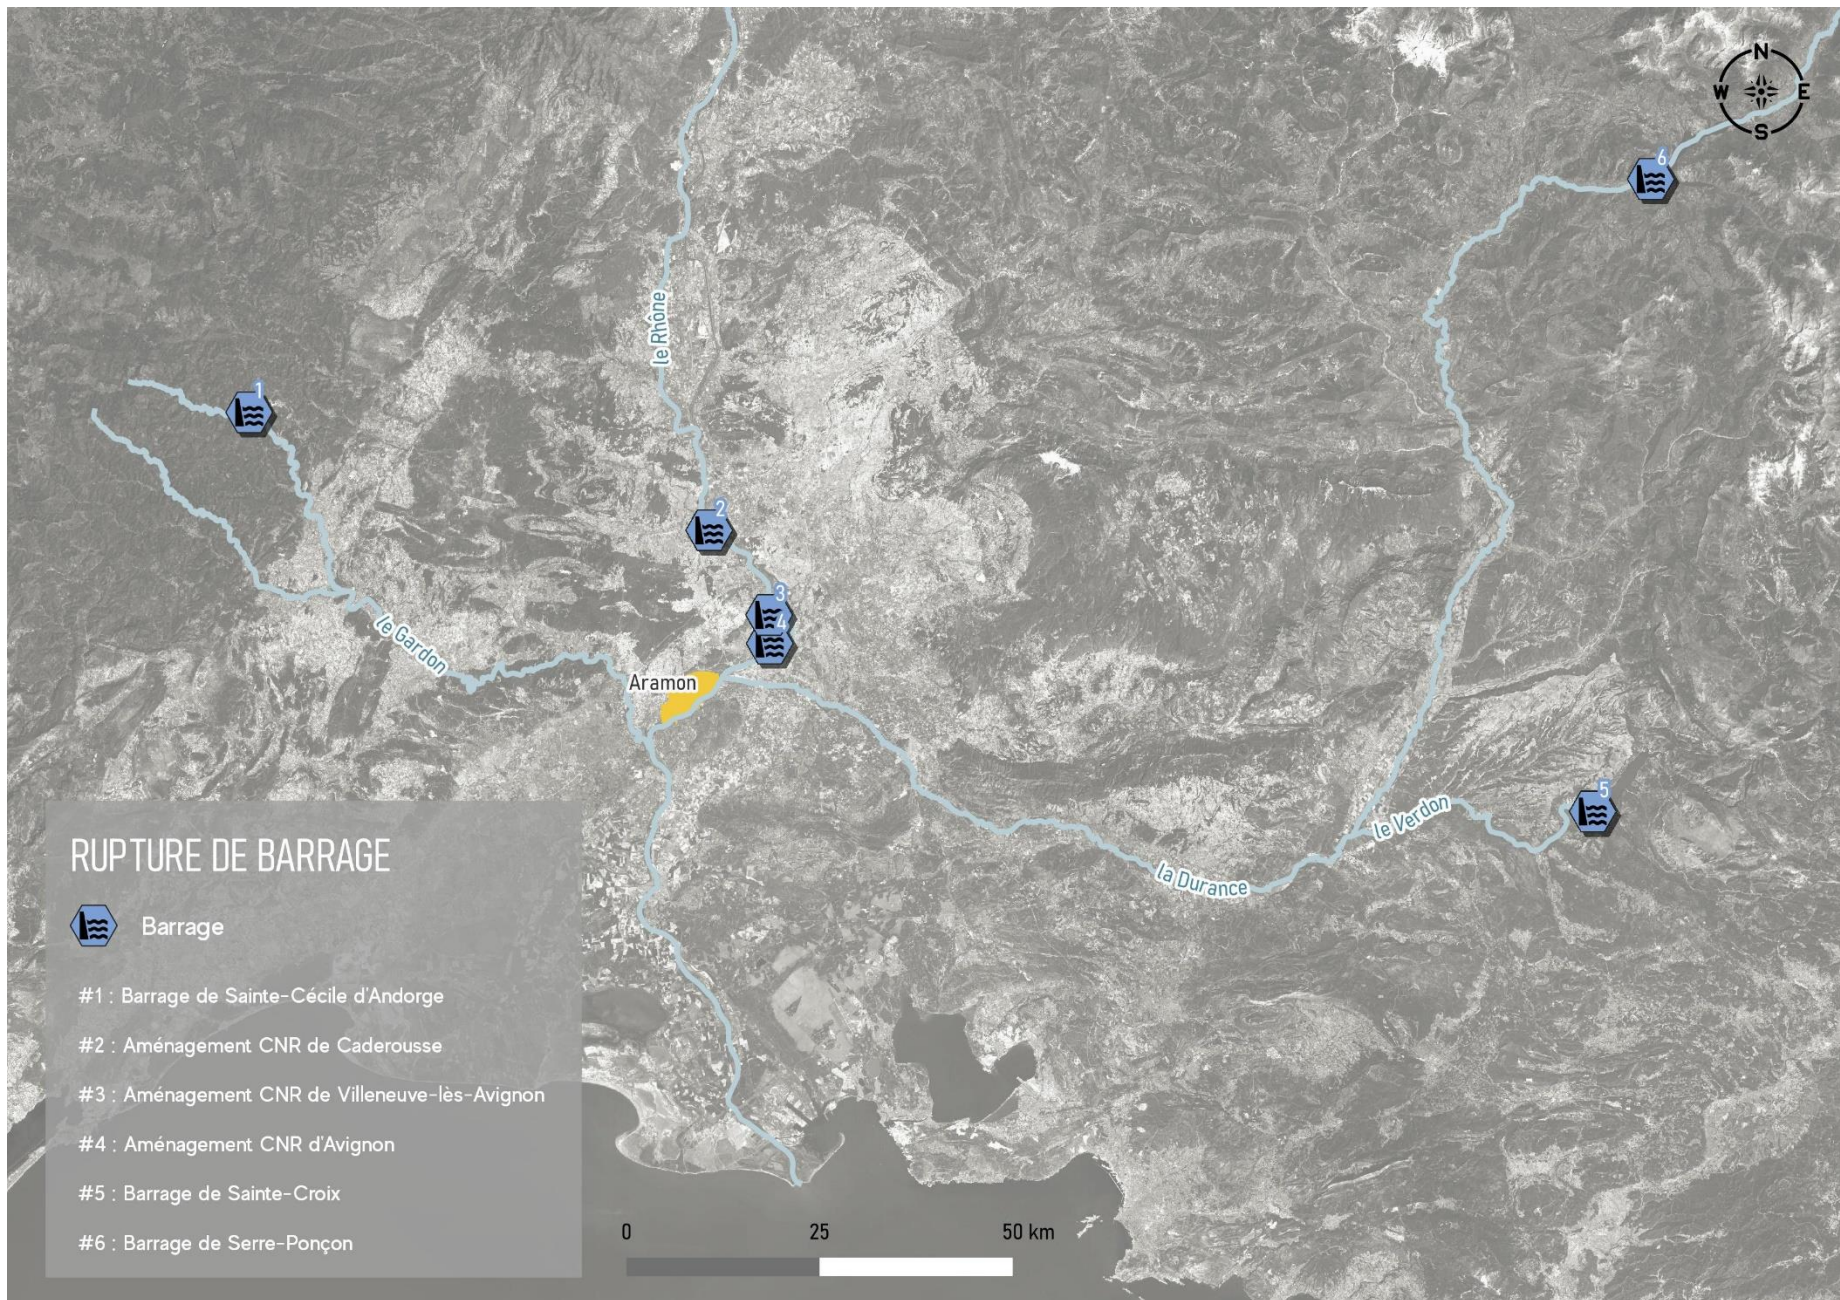 N
W E
S
6
le Rhône
1
2
3
4
le Gardon
Aramon
5
le Verdon
la Durance
RUPTURE DE BARRAGE
Barrage
#1 : Barrage de Sainte-Cécile d'Andorge
#2 : Aménagement CNR de Caderousse
#3 : Aménagement CNR de Villeneuve-lès-Avignon
#4 : Aménagement CNR d'Avignon
#5 : Barrage de Sainte-Croix
#6 : Barrage de Serre-Ponçon
0 25 50 km